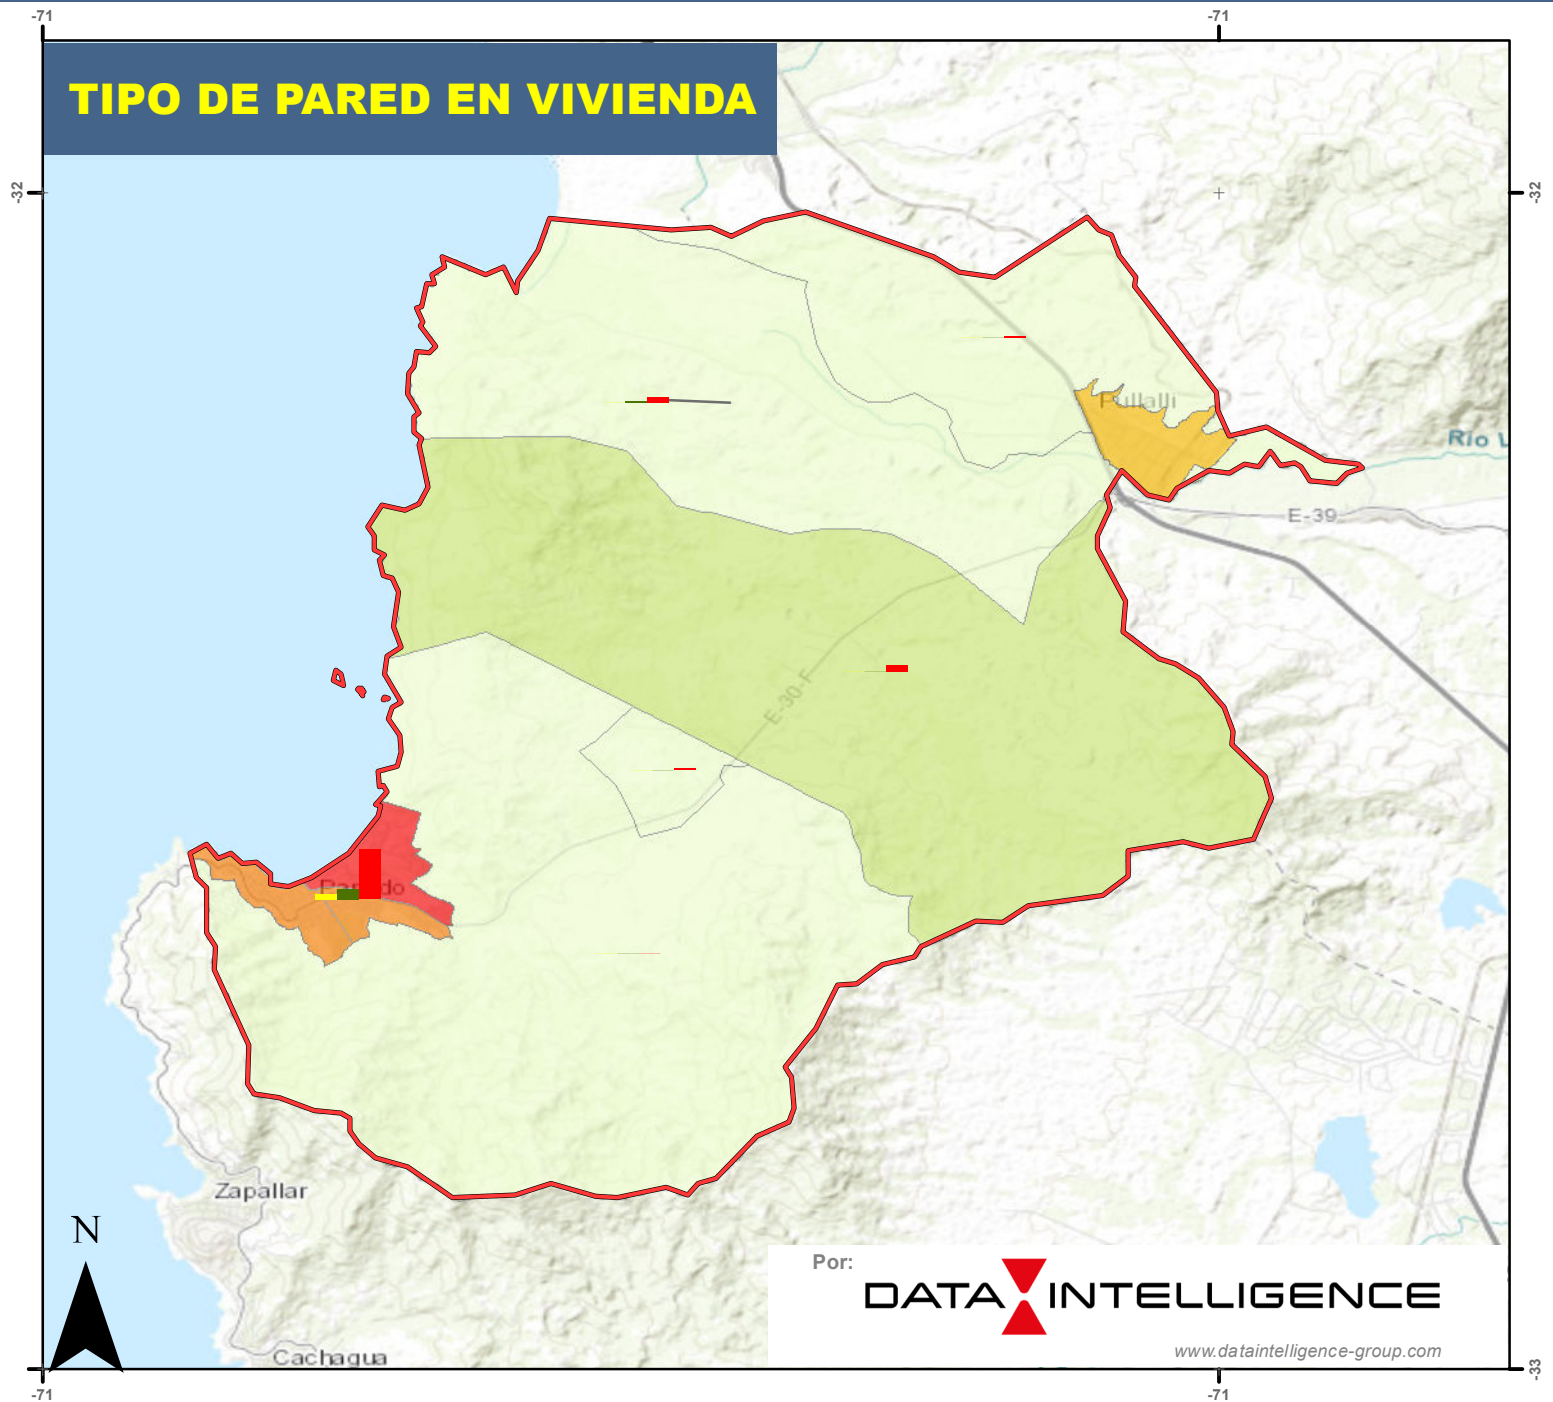 -71
-71
TIPO DE PARED EN VIVIENDA
-32
-32
Pullalli
Río L
E-39
E-30-F
Zapallar
N
Por:
DATA INTELLIGENCE
www.dataintelligence-group.com
Cachagua
-33
-71
-71